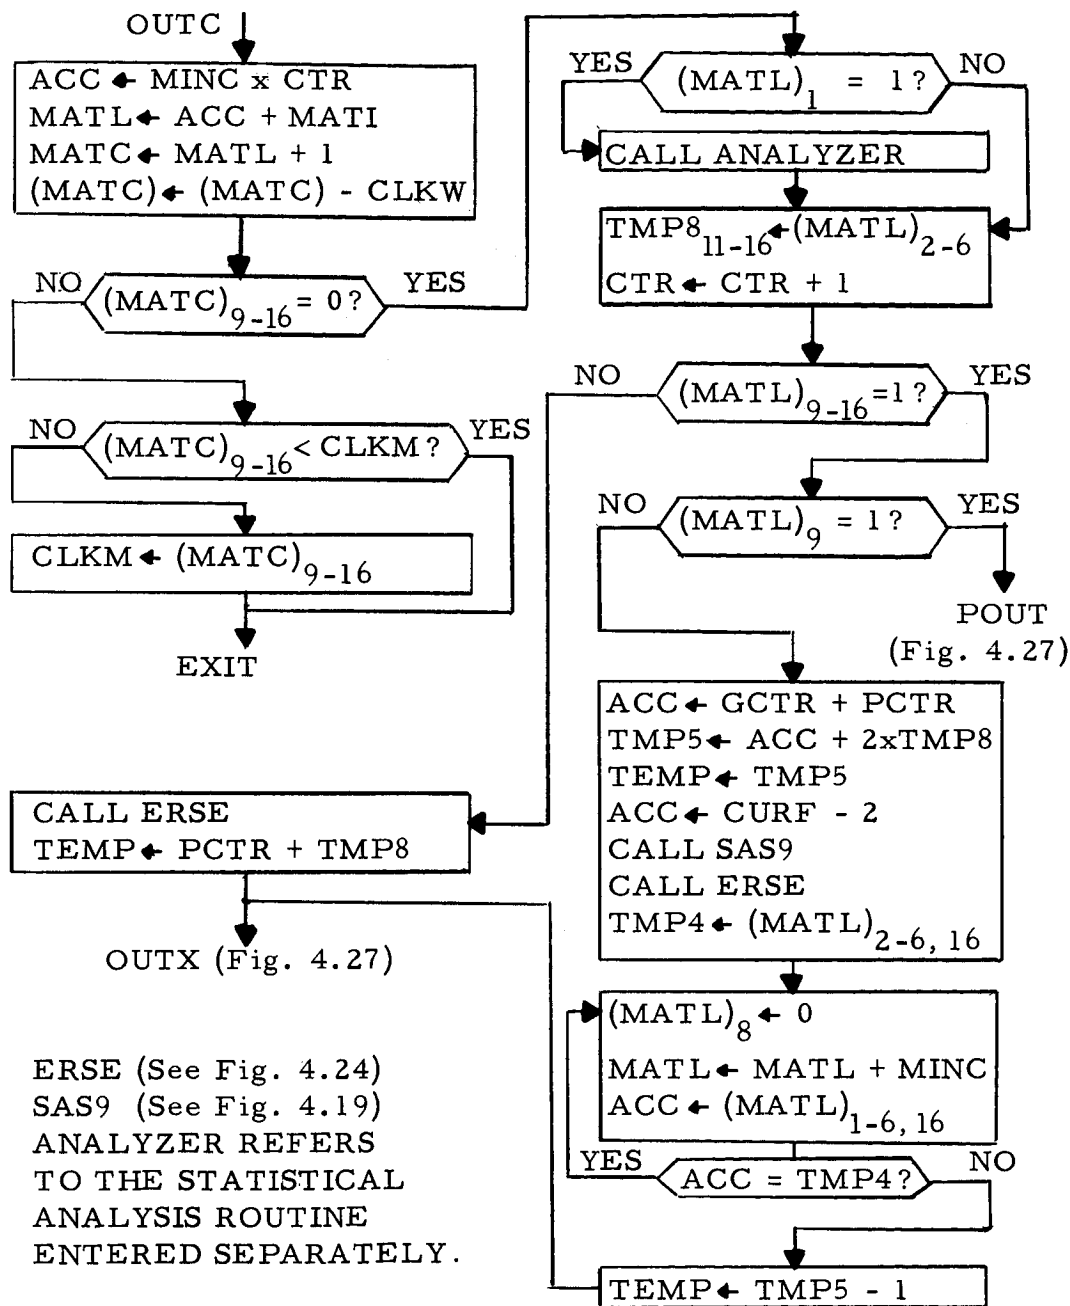 OUTC
ACC ← MINC x CTR
MATL ← ACC + MATI
MATC ← MATL + 1
(MATC) ← (MATC) - CLKW
NO
(MATC)9-16 = 0?
YES
NO
(MATC)9-16 < CLKM?
YES
CLKM ← (MATC)9-16
EXIT
CALL ERSE
TEMP ← PCTR + TMP8
OUTX (Fig. 4.27)
ERSE (See Fig. 4.24)
SAS9 (See Fig. 4.19)
ANALYZER REFERS
TO THE STATISTICAL
ANALYSIS ROUTINE
ENTERED SEPARATELY.
YES
(MATL)1 = 1?
NO
CALL ANALYZER
TMP811-16 ← (MATL)2-6
CTR ← CTR + 1
NO
(MATL)9-16 = 1?
YES
NO
(MATL)9 = 1?
YES
POUT
(Fig. 4.27)
ACC ← GCTR + PCTR
TMP5 ← ACC + 2xTMP8
TEMP ← TMP5
ACC ← CURF - 2
CALL SAS9
CALL ERSE
TMP4 ← (MATL)2-6, 16
(MATL)8 ← 0
MATL ← MATL + MINC
ACC ← (MATL)1-6, 16
YES
ACC = TMP4?
NO
TEMP ← TMP5 - 1